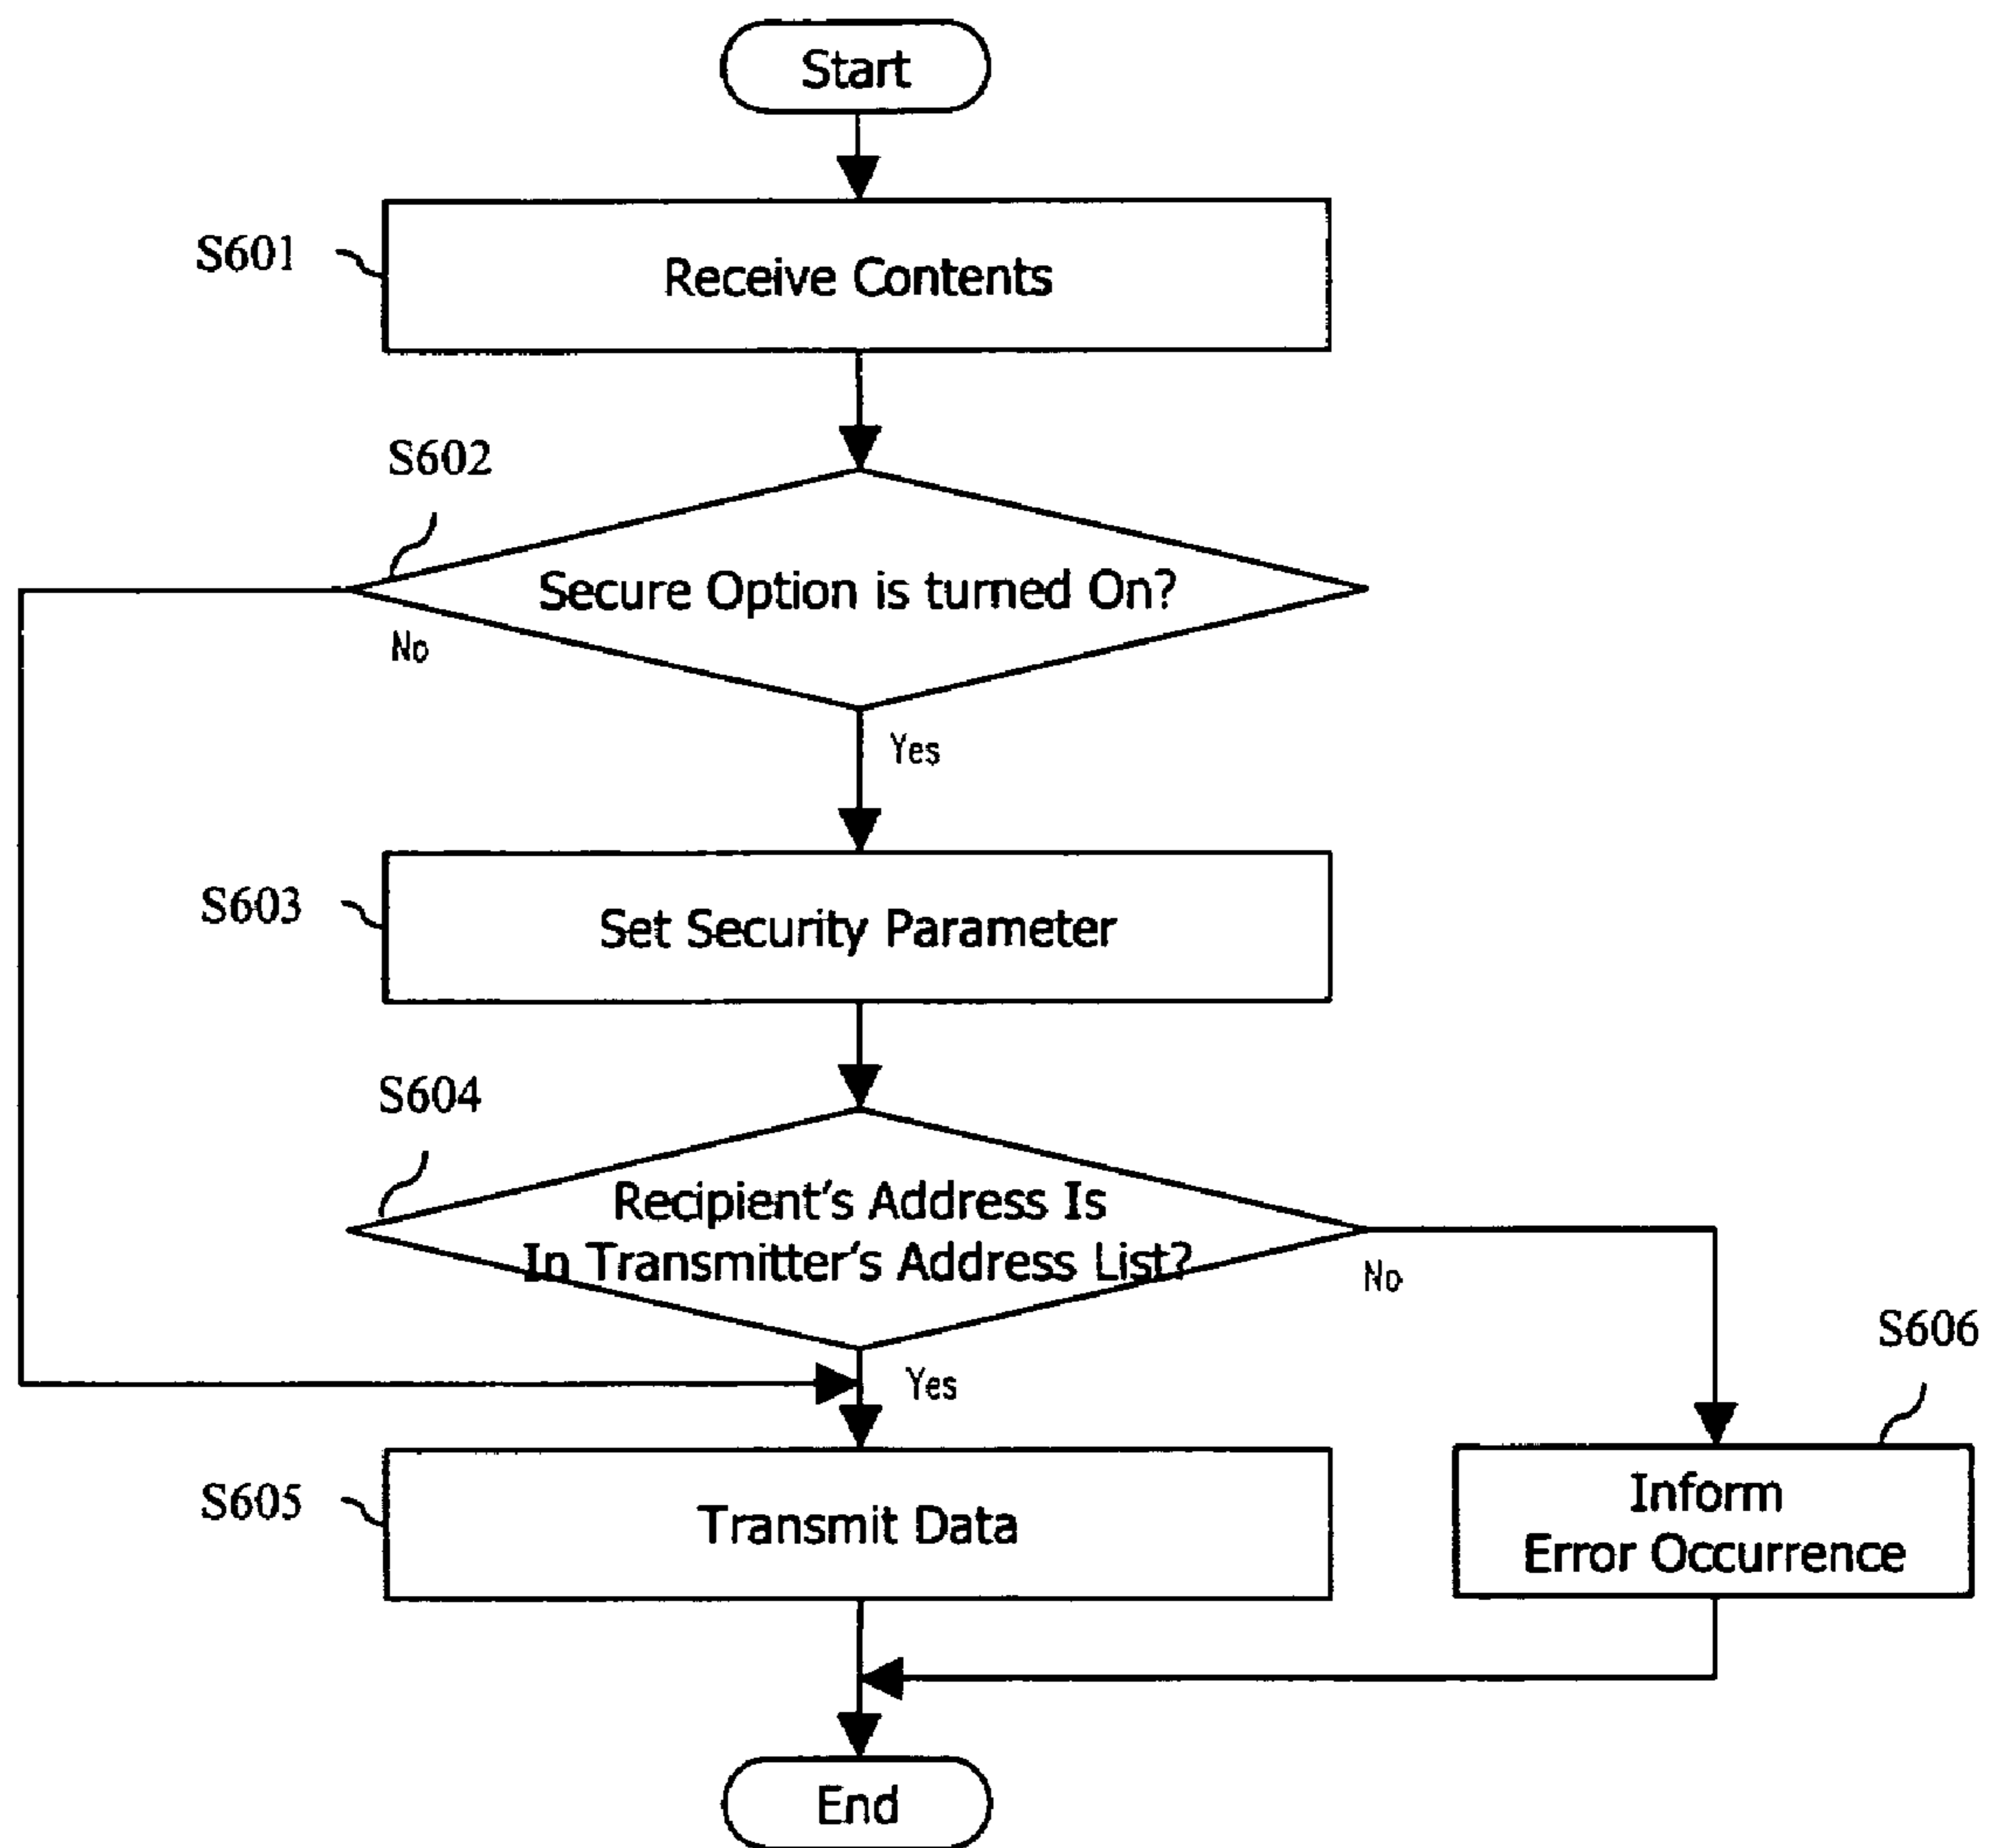 Start
S601
Receive Contents
S602
Secure Option is turned On?
No
Yes
S603
Set Security Parameter
S604
Recipient's Address Is
In Transmitter's Address List?
No
Yes
S606
S605
Transmit Data
Inform
Error Occurrence
End